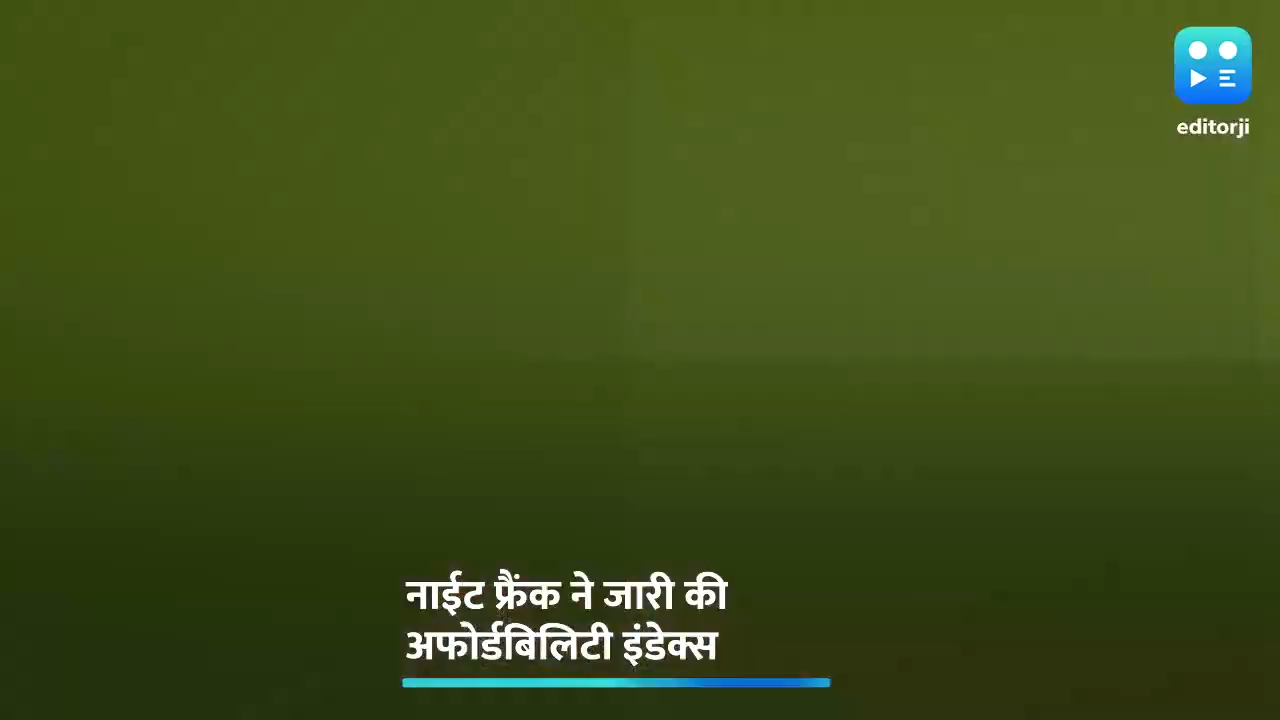 editorji
नाईट फ्रैंक ने जारी की
अफोर्डबिलिटी इंडेक्स